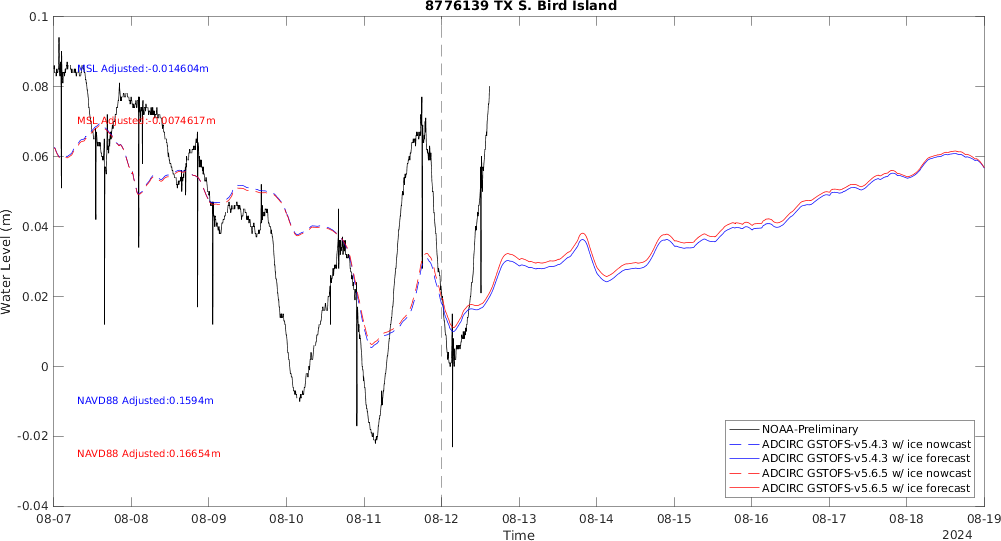 8776139 TX S. Bird Island
0.1
0.08
0.06
0.04
0.02
0
-0.02
-0.04
Water Level (m)
MSL Adjusted:-0.014604m
MSL Adjusted:-0.0074617m
NAVD88 Adjusted:0.1594m
NAVD88 Adjusted:0.16654m
NOAA-Preliminary
ADCIRC GSTOFS-v5.4.3 w/ ice nowcast
ADCIRC GSTOFS-v5.4.3 w/ ice forecast
ADCIRC GSTOFS-v5.6.5 w/ ice nowcast
ADCIRC GSTOFS-v5.6.5 w/ ice forecast
08-07 08-08 08-09 08-10 08-11 08-12 08-13 08-14 08-15 08-16 08-17 08-18 08-19
Time
2024